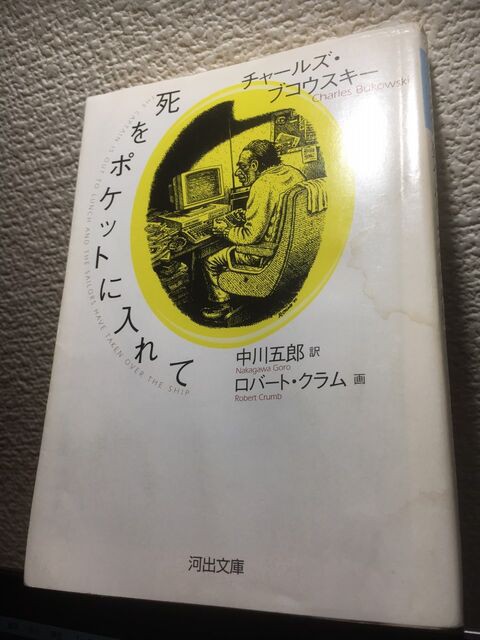 チャールズ・
ブコウスキー
Charles Bukowski
死をポケットに入れて
THE CAPTAIN IS OUT TO LUNCH AND THE SAILORS HAVE TAKEN OVER THE SHIP
中川五郎 訳
Nakagawa Goro
ロバート・クラム 画
Robert Crumb
河出文庫